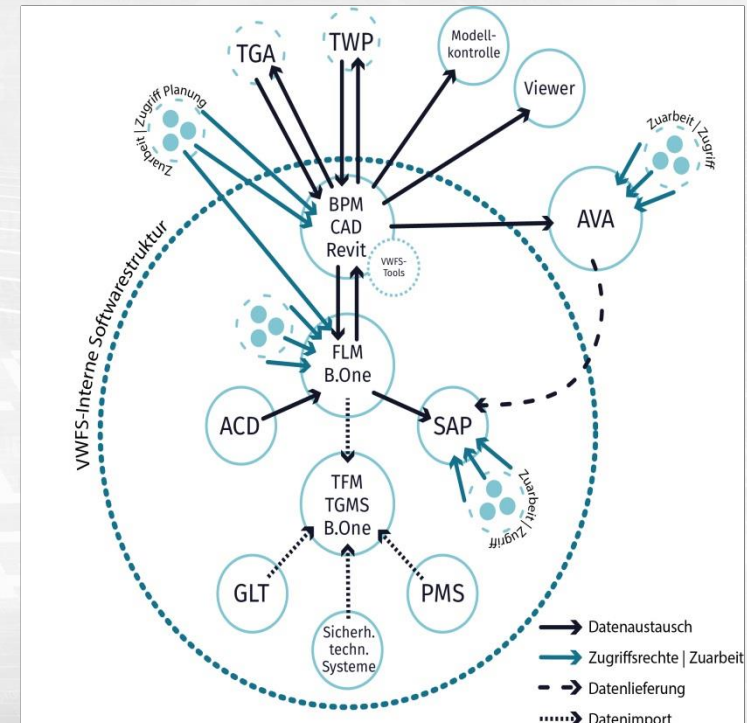 TGA
TWP
Modell-
kontrolle
Viewer
Zuarbeit | Zugriff Planung
Zuarbeit | Zugriff
BPM
CAD
Revit
VWFS-
Tools
AVA
VWFS-Interne Softwarestruktur
FLM
B.One
ACD
SAP
TFM
TGMS
B.One
Zuarbeit | Zugriff
GLT
Sicherh.
techn.
Systeme
PMS
Datenaustausch
Zugriffsrechte | Zuarbeit
Datenlieferung
Datenimport